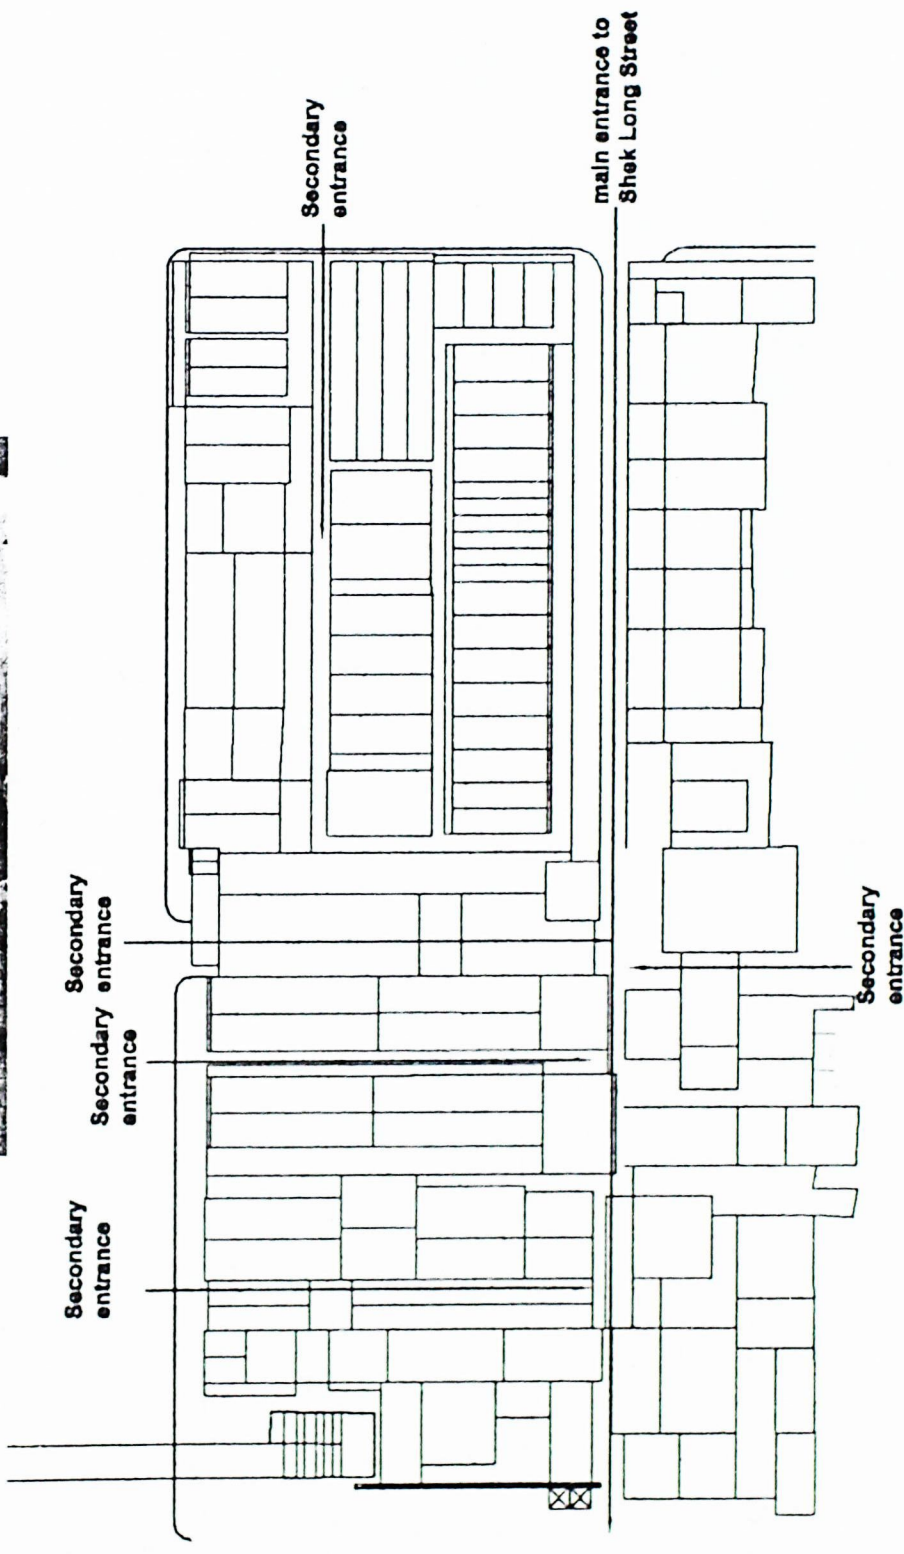 Secondary
entrance
Secondary
entrance
Secondary
entrance
Secondary
entrance
main entrance to
Shek Long Street
Secondary
entrance